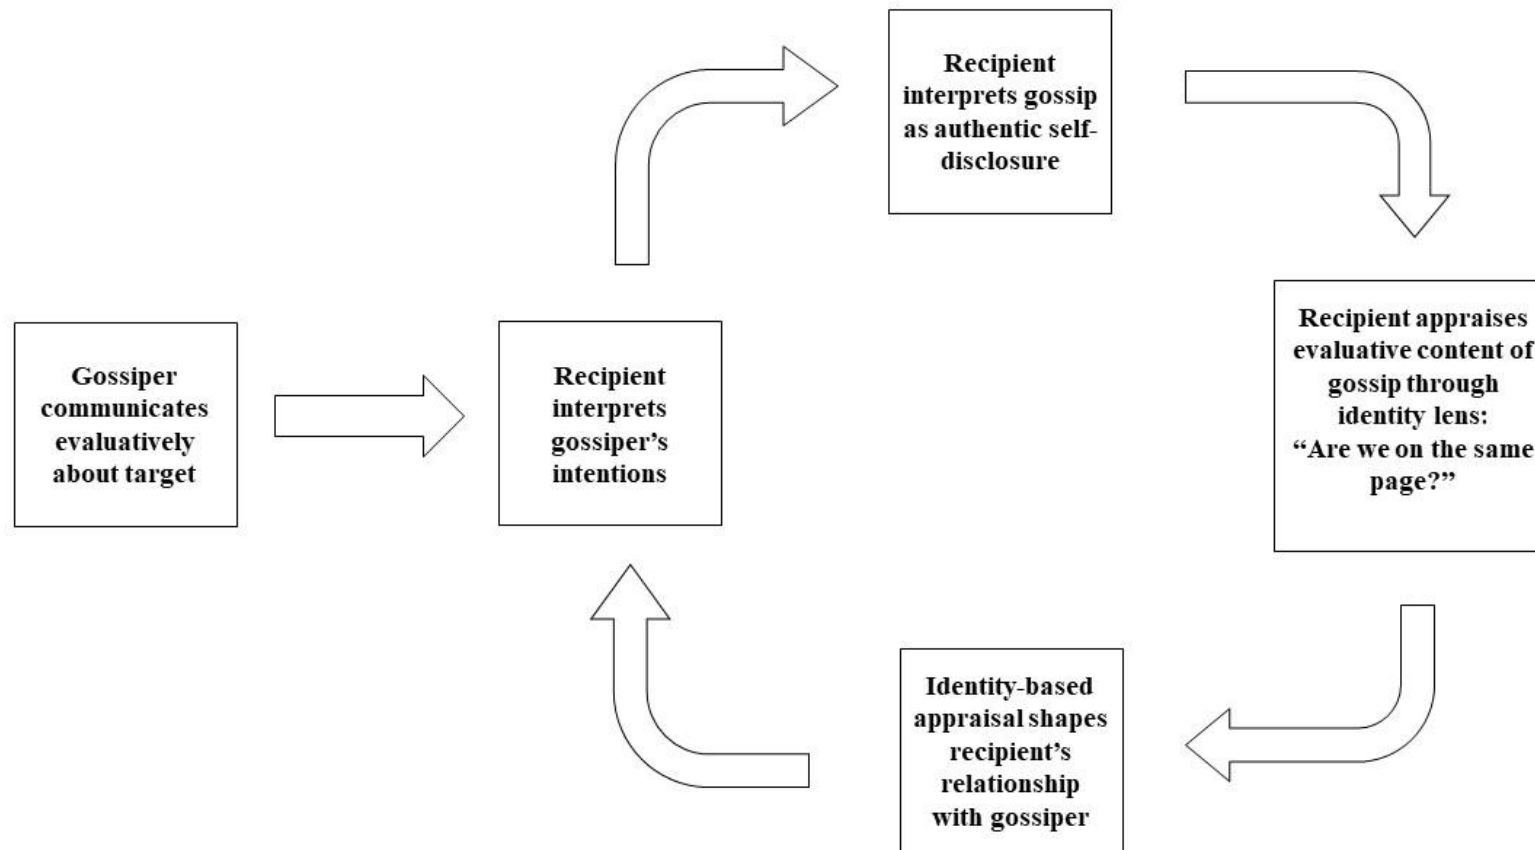 Gossiper
communicates
evaluatively
about target
Recipient
interprets
gossiper’s
intentions
Recipient
interprets gossip
as authentic self-
disclosure
Recipient appraises
evaluative content of
gossip through
identity lens:
“Are we on the same
page?”
Identity-based
appraisal shapes
recipient’s
relationship
with gossiper